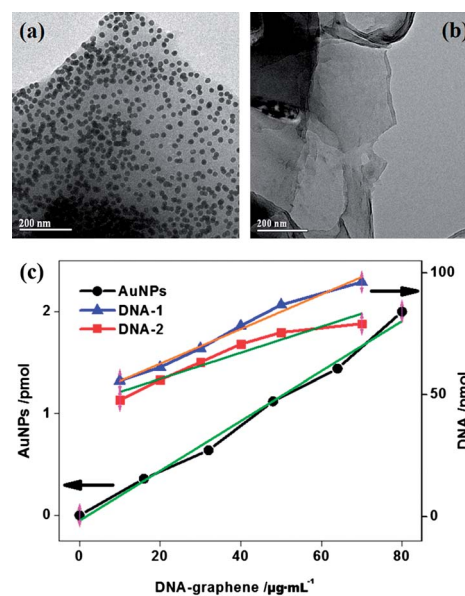 (a)
(b)
200 nm
200 nm
(c)
AuNPs
DNA-1
DNA-2
AuNPs /pmol
2
1
0
DNA /pmol
100
50
0
0 20 40 60 80
DNA-graphene /µg·mL⁻¹